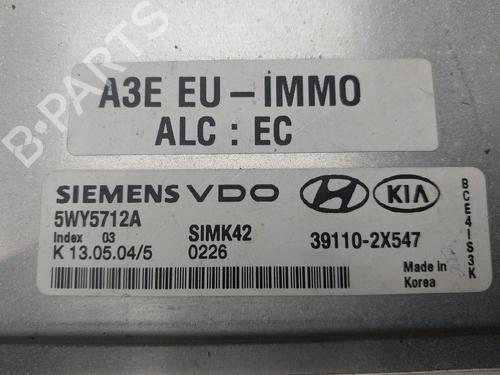 B-PARTS
A3E EU-IMMO
ALC : EC
SIEMENS VDO KIA
5WY5712A
Index 03 SIMK42 39110-2X547
K 13.05.04/5 0226
Made in
Korea
BCE4IS3K